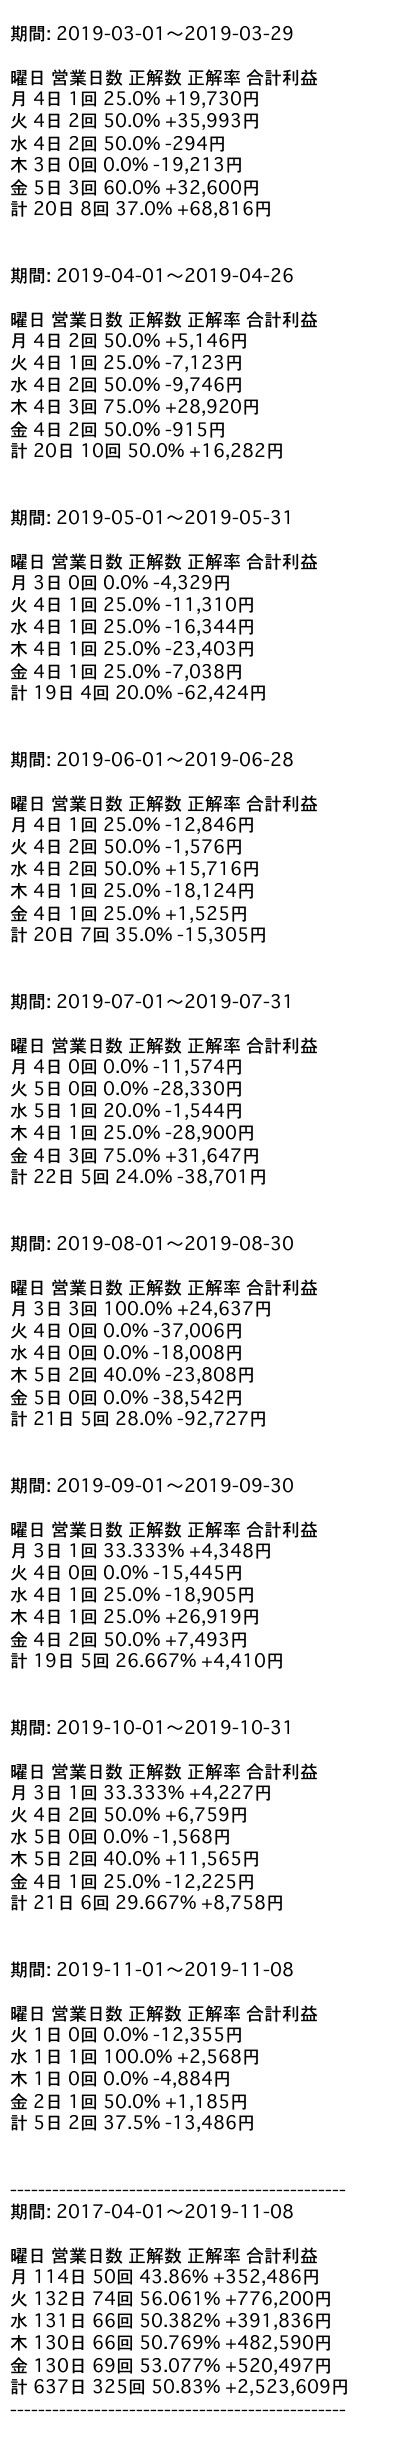 期間: 2019-03-01〜2019-03-29
曜日 営業日数 正解数 正解率 合計利益
月 4日 1回 25.0% +19,730円
火 4日 2回 50.0% +35,993円
水 4日 2回 50.0% -294円
木 3日 0回 0.0% -19,213円
金 5日 3回 60.0% +32,600円
計 20日 8回 37.0% +68,816円
期間: 2019-04-01〜2019-04-26
曜日 営業日数 正解数 正解率 合計利益
月 4日 2回 50.0% +5,146円
火 4日 1回 25.0% -7,123円
水 4日 2回 50.0% -9,746円
木 4日 3回 75.0% +28,920円
金 4日 2回 50.0% -915円
計 20日 10回 50.0% +16,282円
期間: 2019-05-01〜2019-05-31
曜日 営業日数 正解数 正解率 合計利益
月 3日 0回 0.0% -4,329円
火 4日 1回 25.0% -11,310円
水 4日 1回 25.0% -16,344円
木 4日 1回 25.0% -23,403円
金 4日 1回 25.0% -7,038円
計 19日 4回 20.0% -62,424円
期間: 2019-06-01〜2019-06-28
曜日 営業日数 正解数 正解率 合計利益
月 4日 1回 25.0% -12,846円
火 4日 2回 50.0% -1,576円
水 4日 2回 50.0% +15,716円
木 4日 1回 25.0% -18,124円
金 4日 1回 25.0% +1,525円
計 20日 7回 35.0% -15,305円
期間: 2019-07-01〜2019-07-31
曜日 営業日数 正解数 正解率 合計利益
月 4日 0回 0.0% -11,574円
火 5日 0回 0.0% -28,330円
水 5日 1回 20.0% -1,544円
木 4日 1回 25.0% -28,900円
金 4日 3回 75.0% +31,647円
計 22日 5回 24.0% -38,701円
期間: 2019-08-01〜2019-08-30
曜日 営業日数 正解数 正解率 合計利益
月 3日 3回 100.0% +24,637円
火 4日 0回 0.0% -37,006円
水 4日 0回 0.0% -18,008円
木 5日 2回 40.0% -23,808円
金 5日 0回 0.0% -38,542円
計 21日 5回 28.0% -92,727円
期間: 2019-09-01〜2019-09-30
曜日 営業日数 正解数 正解率 合計利益
月 3日 1回 33.333% +4,348円
火 4日 0回 0.0% -15,445円
水 4日 1回 25.0% -18,905円
木 4日 1回 25.0% +26,919円
金 4日 2回 50.0% +7,493円
計 19日 5回 26.667% +4,410円
期間: 2019-10-01〜2019-10-31
曜日 営業日数 正解数 正解率 合計利益
月 3日 1回 33.333% +4,227円
火 4日 2回 50.0% +6,759円
水 5日 0回 0.0% -1,568円
木 5日 2回 40.0% +11,565円
金 4日 1回 25.0% -12,225円
計 21日 6回 29.667% +8,758円
期間: 2019-11-01〜2019-11-08
曜日 営業日数 正解数 正解率 合計利益
火 1日 0回 0.0% -12,355円
水 1日 1回 100.0% +2,568円
木 1日 0回 0.0% -4,884円
金 2日 1回 50.0% +1,185円
計 5日 2回 37.5% -13,486円
------------------------------------------------
期間: 2017-04-01〜2019-11-08
曜日 営業日数 正解数 正解率 合計利益
月 114日 50回 43.86% +352,486円
火 132日 74回 56.061% +776,200円
水 131日 66回 50.382% +391,836円
木 130日 66回 50.769% +482,590円
金 130日 69回 53.077% +520,497円
計 637日 325回 50.83% +2,523,609円
------------------------------------------------